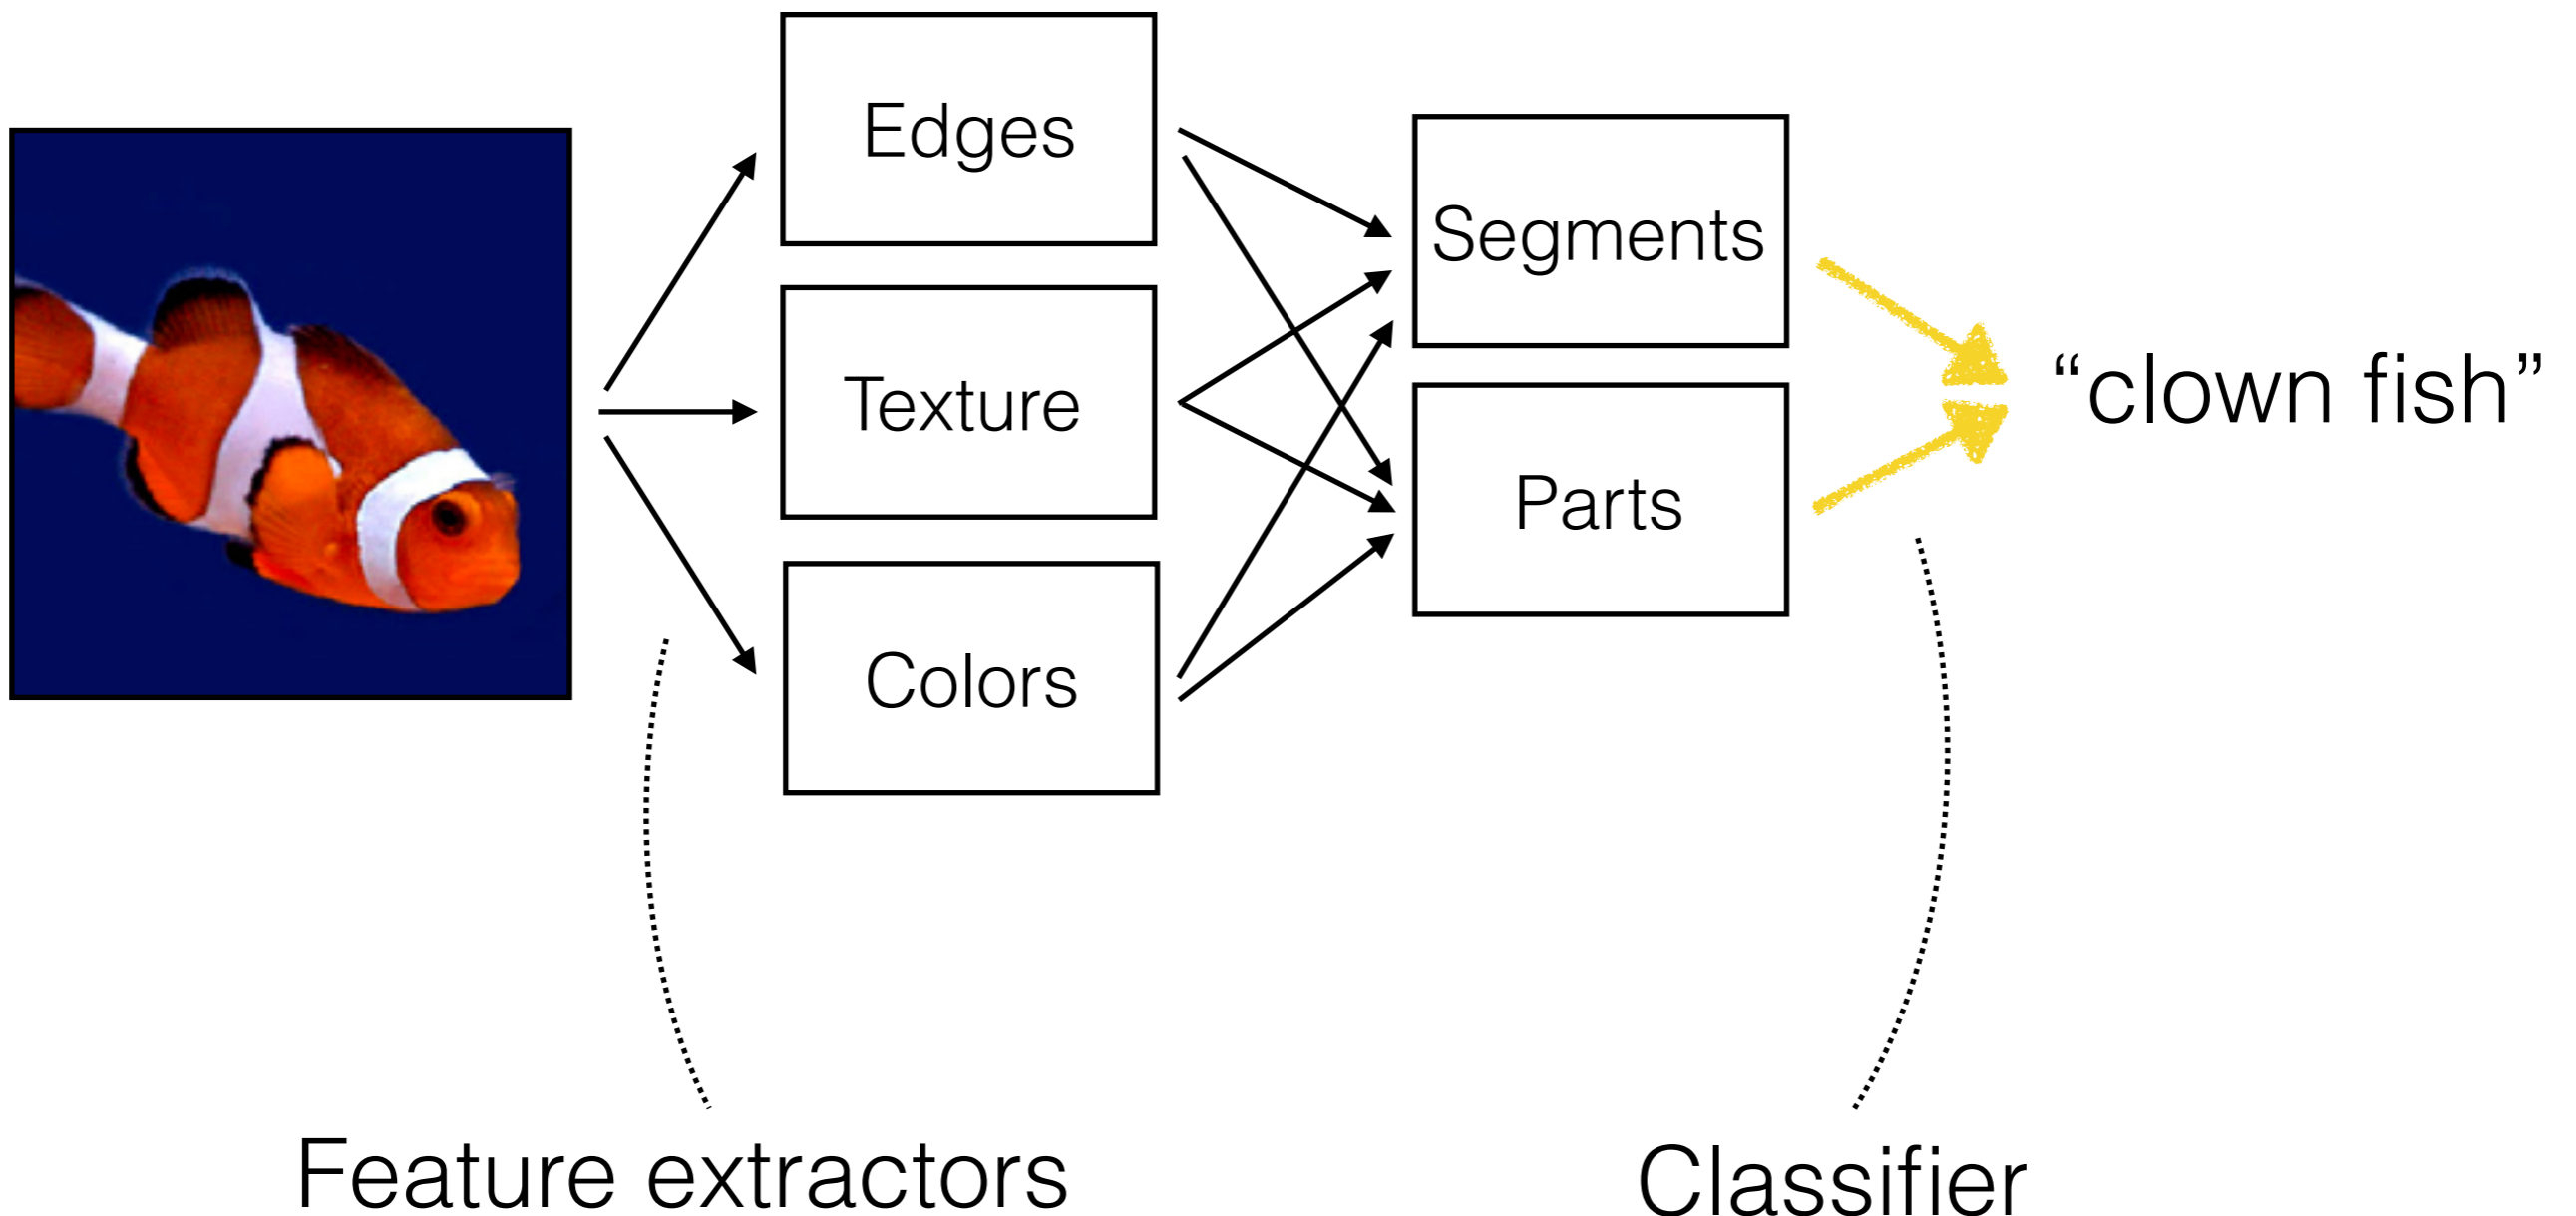 Edges
Texture
Colors
Segments
Parts
“clown fish”
Feature extractors
Classifier